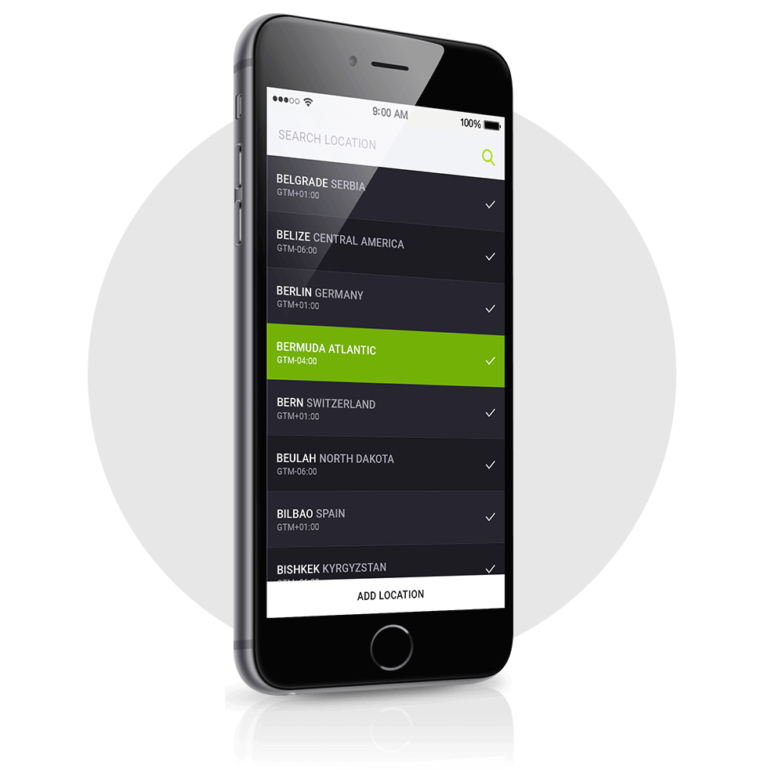 9:00 AM
100%
SEARCH LOCATION
BELGRADE SERBIA
GTM+01:00
BELIZE CENTRAL AMERICA
GTM-06:00
BERLIN GERMANY
GTM+01:00
BERMUDA ATLANTIC
GTM-04:00
BERN SWITZERLAND
GTM+01:00
BEULAH NORTH DAKOTA
GTM-06:00
BILBAO SPAIN
GTM+01:00
BISHKEK KYRGYZSTAN
ADD LOCATION